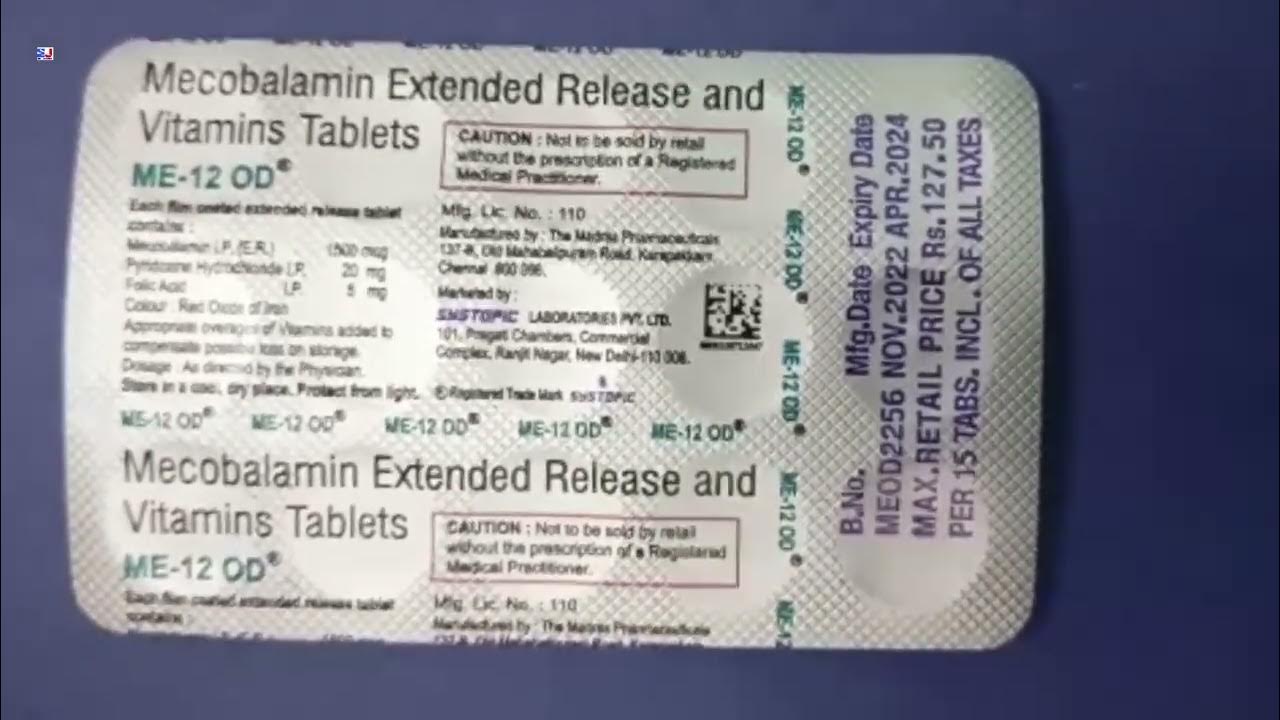 SJ
Mecobalamin Extended Release and
Vitamins Tablets
ME-12 OD®
CAUTION : Not to be sold by retail
without the prescription of a Registered
Medical Practitioner.
Each film coated extended release tablet
contains :
Mecobalamin I.P. (E.R.) 1500 mcg
Pyridoxine Hydrochloride I.P. 20 mg
Folic Acid I.P. 5 mg
Colour : Red Oxide of Iron
Appropriate overages of Vitamins added to
compensate possible loss on storage.
Dosage : As directed by the Physician.
Store in a cool, dry place. Protect from light.
Mfg. Lic. No. : 110
Manufactured by : The Madras Pharmaceuticals
137-B, Old Mahabalipuram Road, Karapakkam,
Chennai 600 096.
Marketed by :
SYSTOPIC LABORATORIES PVT. LTD.
101, Pragati Chambers, Commercial
Complex, Ranjit Nagar, New Delhi-110 008.
® Registered Trade Mark SYSTOPIC
ME-12 OD® ME-12 OD® ME-12 OD® ME-12 OD® ME-12 OD®
Mecobalamin Extended Release and
Vitamins Tablets
ME-12 OD®
CAUTION : Not to be sold by retail
without the prescription of a Registered
Medical Practitioner.
Each film coated extended release tablet
contains :
Mfg. Lic. No. : 110
Manufactured by : The Madras Pharmaceuticals
ME-12 OD® ME-12 OD® ME-12 OD® ME-12 OD® ME-12
B.No. Mfg.Date Expiry Date
MEOD2256 NOV.2022 APR.2024
MAX.RETAIL PRICE Rs.127.50
PER 15 TABS. INCL. OF ALL TAXES